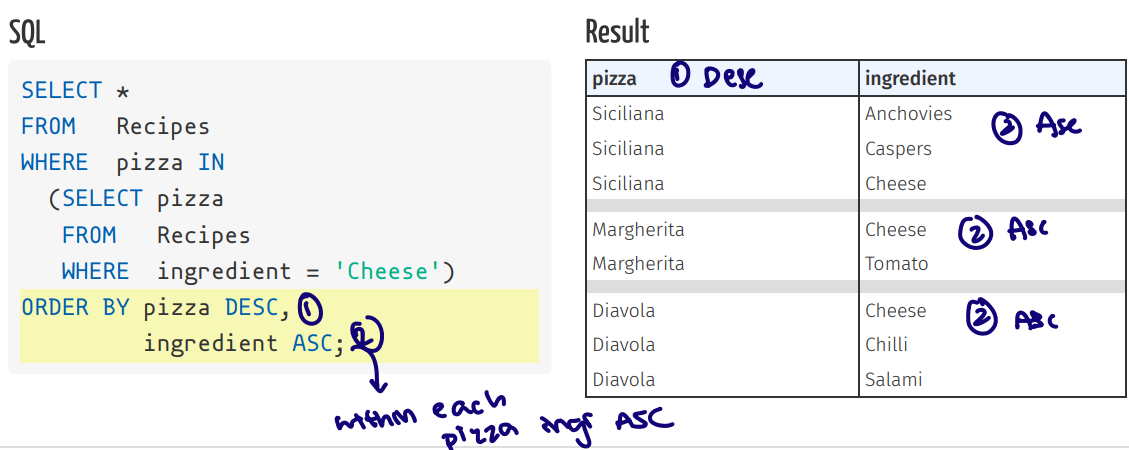 SQL
SELECT *
FROM Recipes
WHERE pizza IN
(SELECT pizza
FROM Recipes
WHERE ingredient = 'Cheese')
ORDER BY pizza DESC, ①
ingredient ASC; ②
within each
pizza ings ASC
Result
pizza ① Desc ingredient
Siciliana Anchovies
② Asc
Siciliana Caspers
Siciliana Cheese
Margherita Cheese ② ASC
Margherita Tomato
Diavola Cheese ② ASC
Diavola Chilli
Diavola Salami